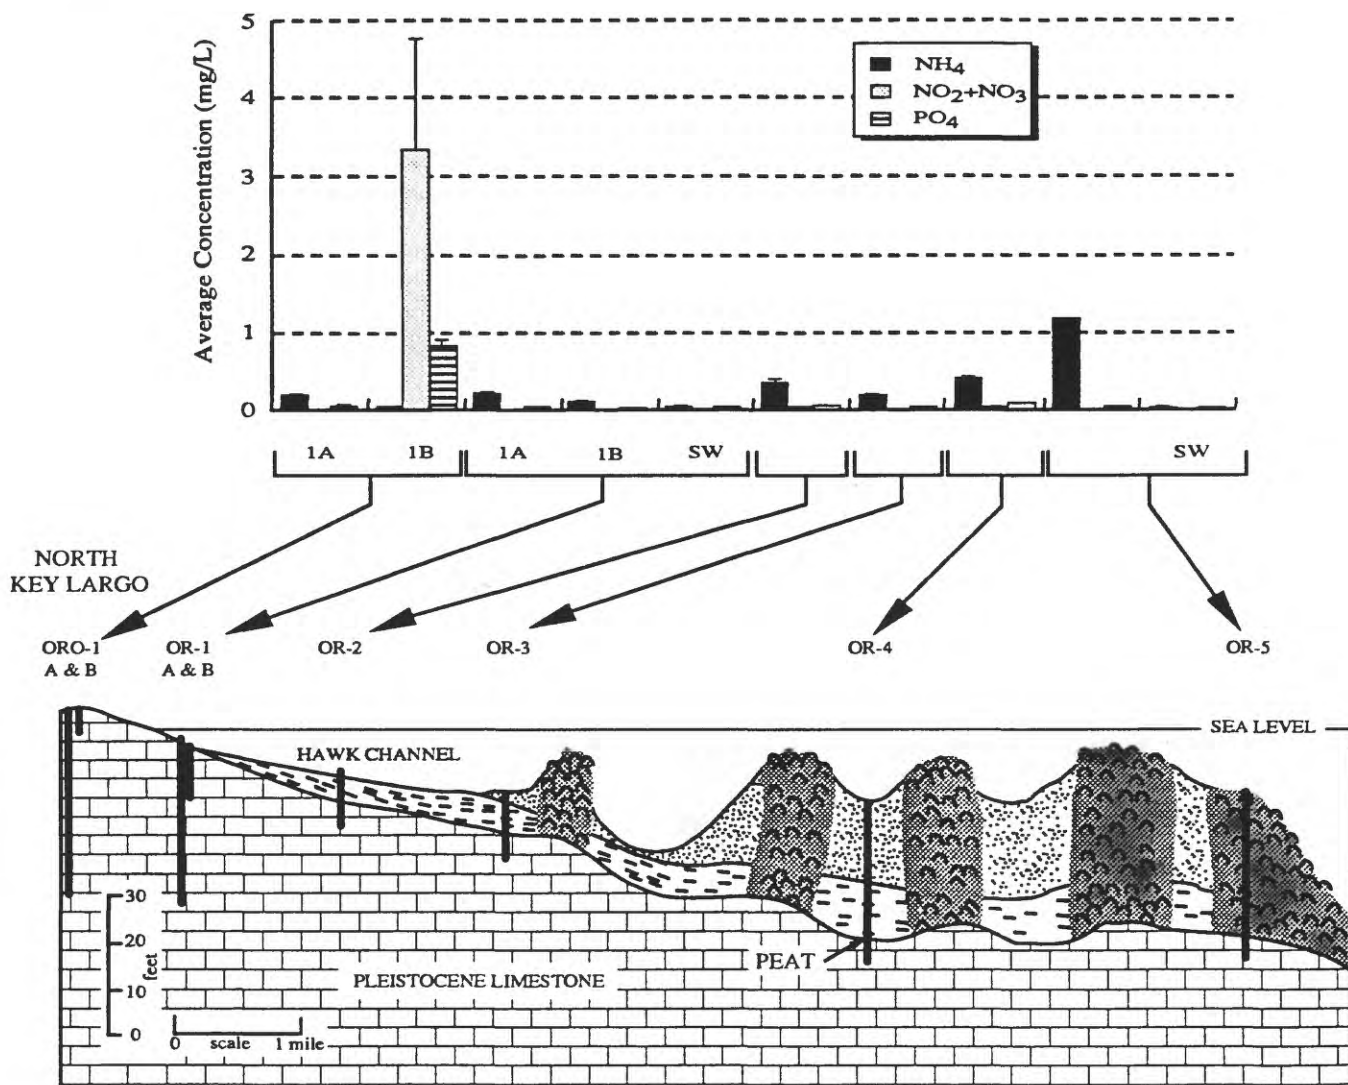 Average Concentration (mg/L)
5
4
3
2
1
0
NH4
NO2+NO3
PO4
1A
1B
1A
1B
SW
SW
NORTH
KEY LARGO
ORO-1
A & B
OR-1
A & B
OR-2
OR-3
OR-4
OR-5
SEA LEVEL
HAWK CHANNEL
PEAT
PLEISTOCENE LIMESTONE
30
20
10
0
feet
0 scale 1 mile